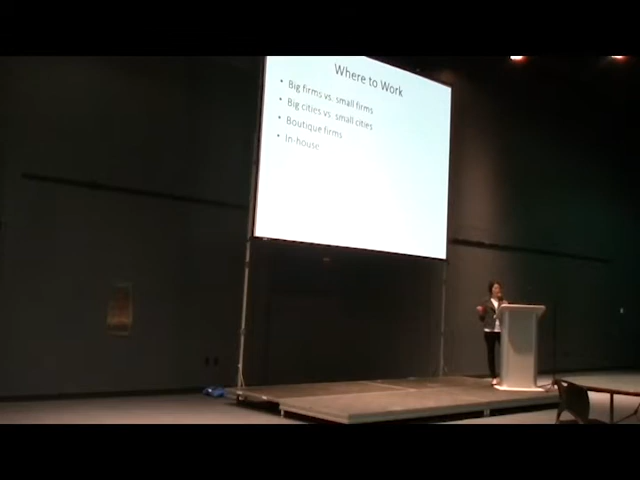 Where to Work
• Big firms vs. small firms
• Big cities vs. small cities
• Boutique firms
• In-house